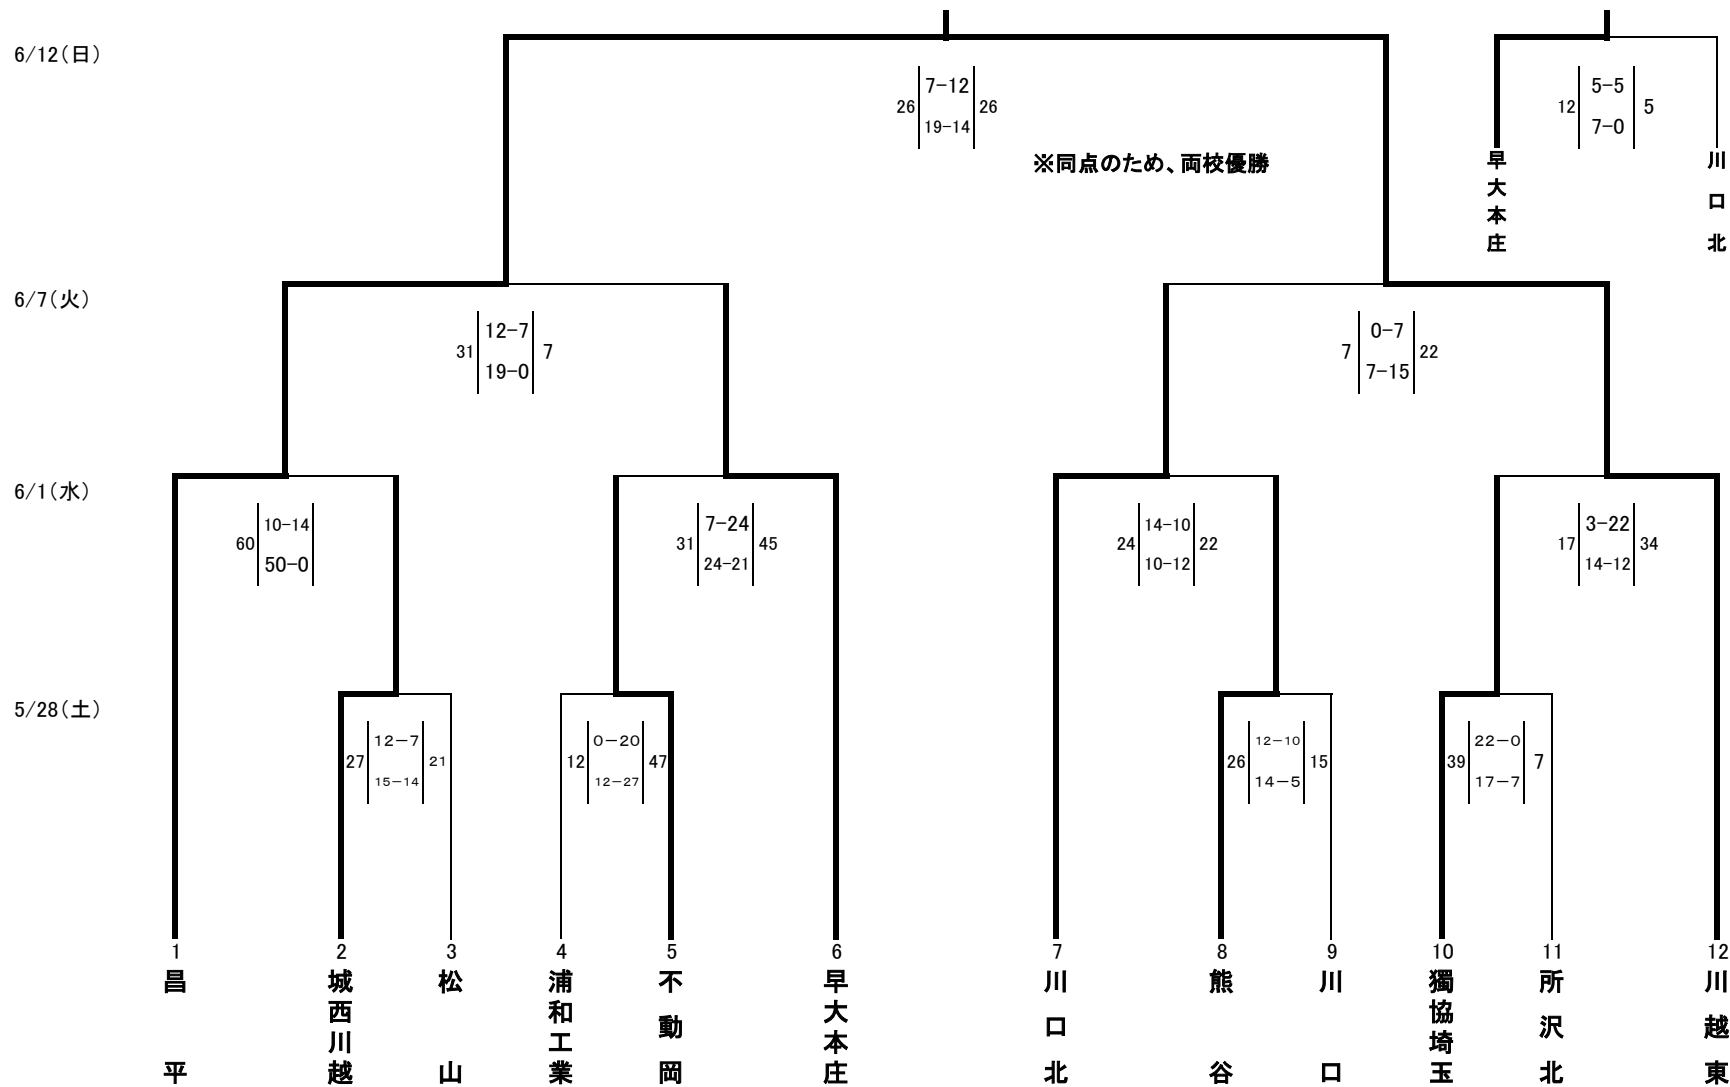 6/12(日)
7-12
26 26
19-14
※同点のため、両校優勝
5-5
12 5
7-0
早大本庄
川口北
6/7(火)
12-7
31 7
19-0
0-7
7 22
7-15
6/1(水)
10-14
60
50-0
7-24
31 45
24-21
14-10
24 22
10-12
3-22
17 34
14-12
5/28(土)
12-7
27 21
15-14
0-20
12 47
12-27
12-10
26 15
14-5
22-0
39 7
17-7
1 2 3 4 5 6 7 8 9 10 11 12
昌平
城西川越
松山
浦和工業
不動岡
早大本庄
川口北
熊谷
川口
獨協埼玉
所沢北
川越東